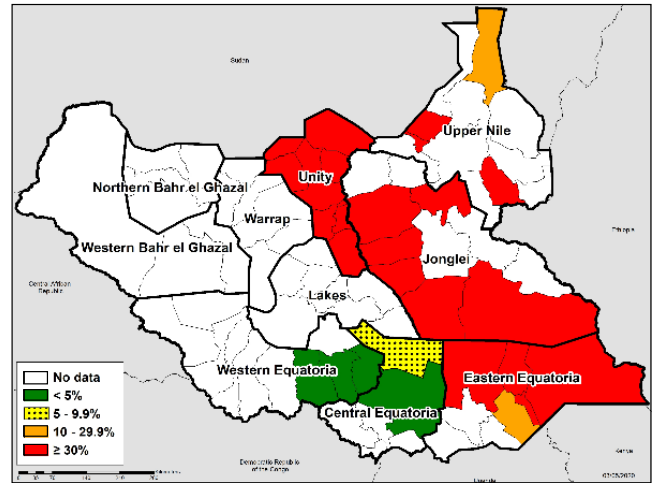 Sudan
Upper Nile
Unity
Northern Bahr el Ghazal
Warrap
Ethiopia
Western Bahr el Ghazal
Jonglei
Central African
Republic
Lakes
No data
< 5%
5 - 9.9%
10 - 29.9%
≥ 30%
Western Equatoria
Eastern Equatoria
Central Equatoria
Kenya
Democratic Republic
of the Congo
Uganda